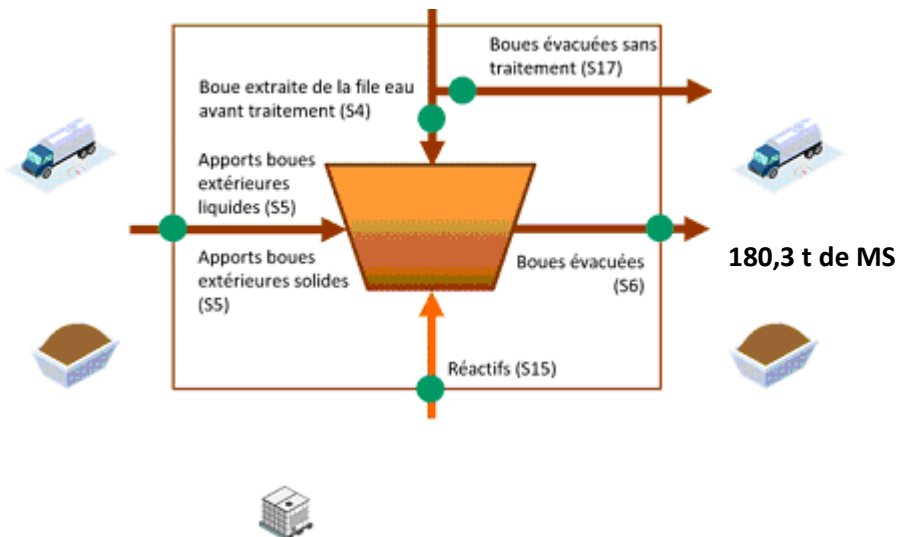 Boues évacuées sans
traitement (S17)
Boue extraite de la file eau
avant traitement (S4)
Apports boues
extérieures
liquides (S5)
Apports boues
extérieures solides
(S5)
Boues évacuées
(S6)
180,3 t de MS
Réactifs (S15)